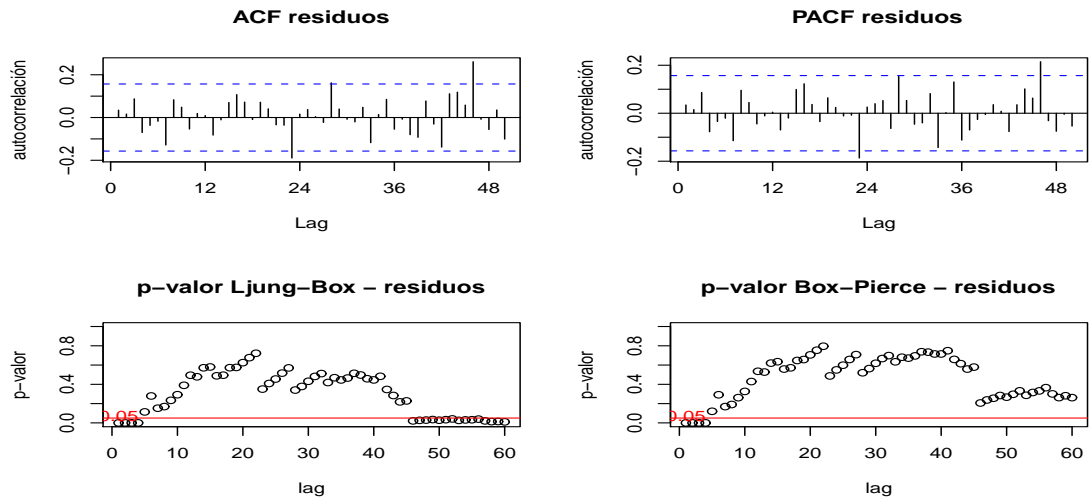 ACF residuos
autocorrelación
0.2
0.0
−0.2
0 12 24 36 48
Lag
PACF residuos
autocorrelación
0.2
0.0
−0.2
0 12 24 36 48
Lag
p−valor Ljung−Box − residuos
p−valor
0.8
0.4
0.0
0.05
0 10 20 30 40 50 60
lag
p−valor Box−Pierce − residuos
p−valor
0.8
0.4
0.0
0.05
0 10 20 30 40 50 60
lag